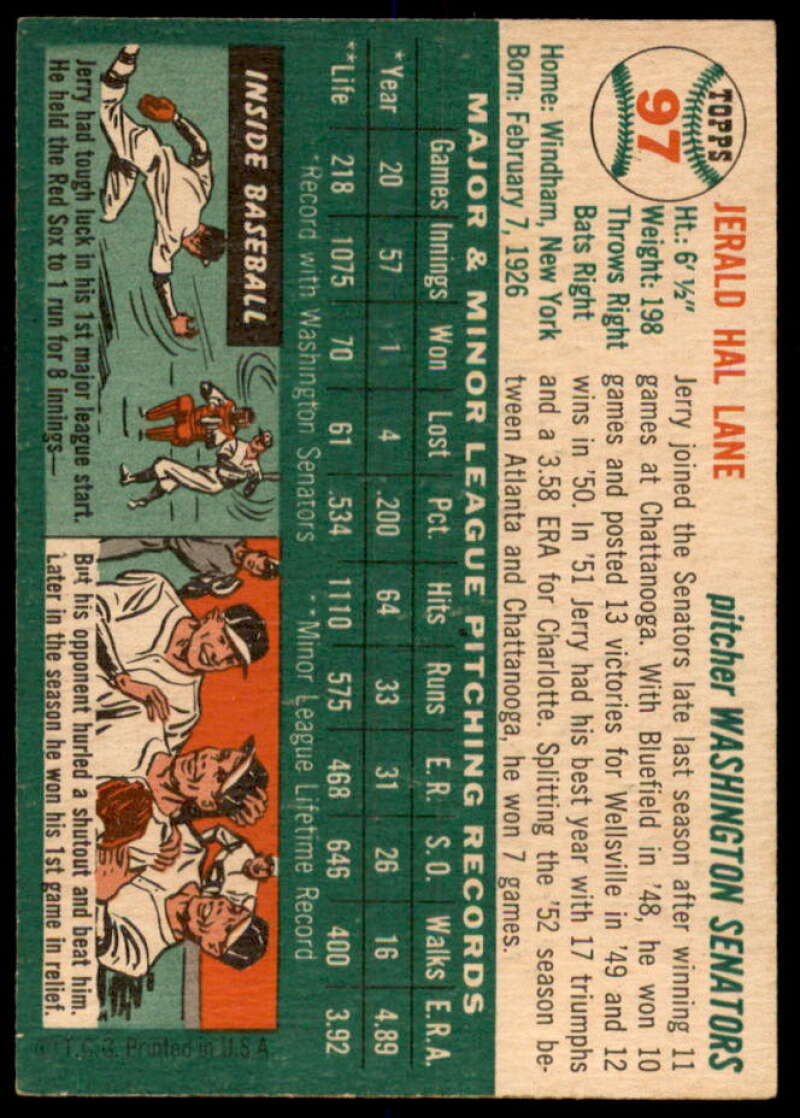 TOPPS
97
JERALD HAL LANE
pitcher WASHINGTON SENATORS
Ht.: 6' ½"
Weight: 198
Throws Right
Bats Right
Home: Windham, New York
Born: February 7, 1926
Jerry joined the Senators late last season after winning 11
games at Chattanooga. With Bluefield in '48, he won 10
games and posted 13 victories for Wellsville in '49 and 12
wins in '50. In '51 Jerry had his best year with 17 triumphs
and a 3.58 ERA for Charlotte. Splitting the '52 season be-
tween Atlanta and Chattanooga, he won 7 games.
MAJOR & MINOR LEAGUE PITCHING RECORDS
Games Innings Won Lost Pct. Hits Runs E.R. S.O. Walks E.R.A.
*Year 20 57 1 4 .200 64 33 31 26 16 4.89
**Life 218 1075 70 61 .534 1110 575 468 646 400 3.92
*Record with Washington Senators **Minor League Lifetime Record
INSIDE BASEBALL
Jerry had tough luck in his 1st major league start.
He held the Red Sox to 1 run for 8 innings—
But his opponent hurled a shutout and beat him.
Later in the season he won his 1st game in relief.
T.C.G. Printed in U.S.A.